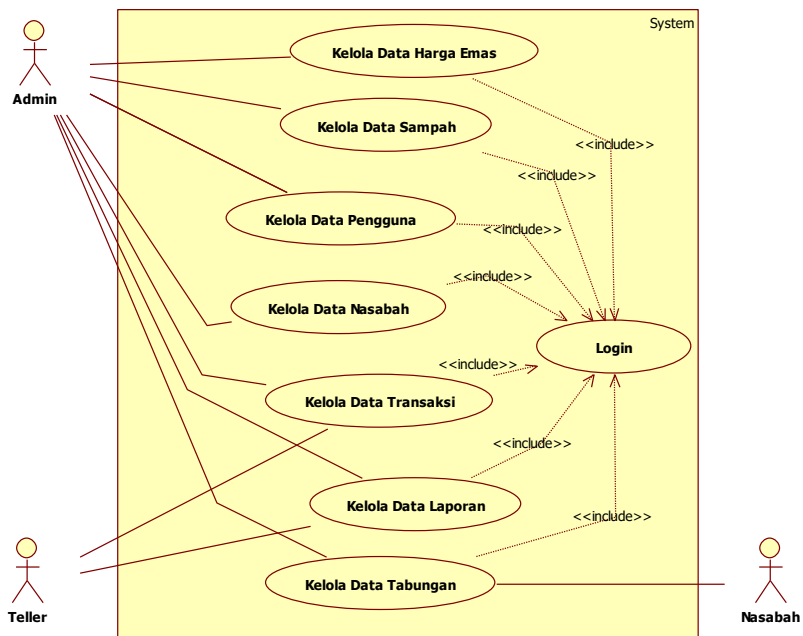 System
Kelola Data Harga Emas
Admin
Kelola Data Sampah
<<include>>
<<include>>
Kelola Data Pengguna
<<include>>
<<include>>
Kelola Data Nasabah
Login
<<include>>
Kelola Data Transaksi
<<include>>
Kelola Data Laporan
<<include>>
Kelola Data Tabungan
Teller
Nasabah